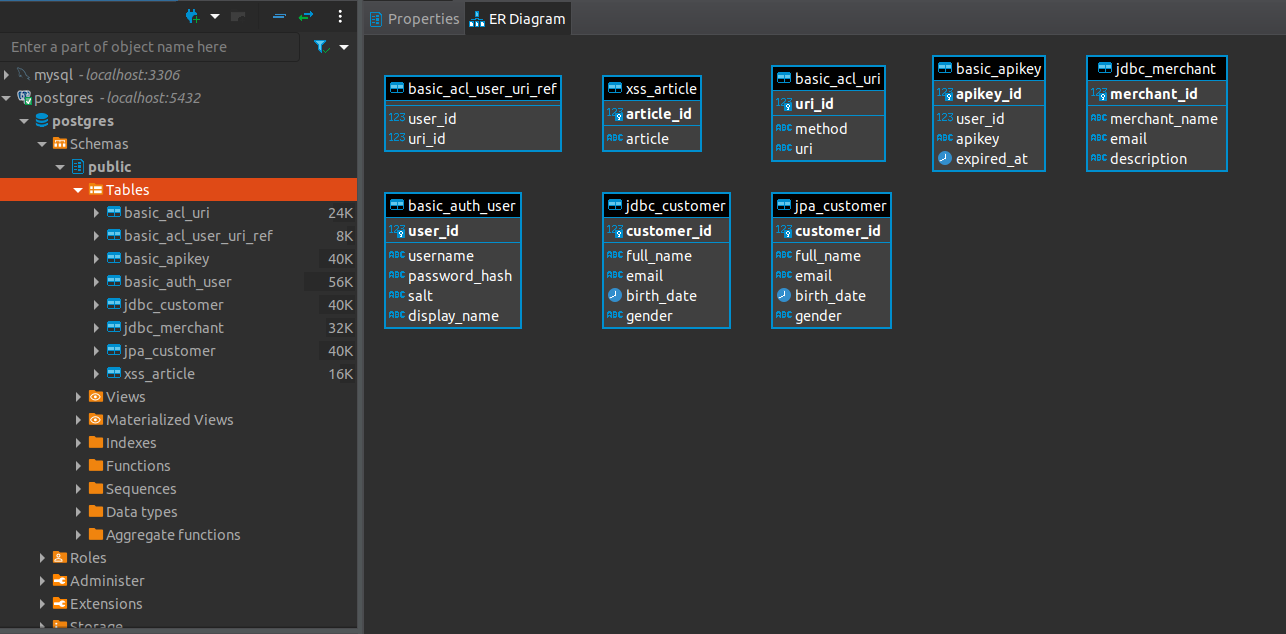 Enter a part of object name here
mysql - localhost:3306
postgres - localhost:5432
postgres
Schemas
public
Tables
basic_acl_uri 24K
basic_acl_user_uri_ref 8K
basic_apikey 40K
basic_auth_user 56K
jdbc_customer 40K
jdbc_merchant 32K
jpa_customer 40K
xss_article 16K
Views
Materialized Views
Indexes
Functions
Sequences
Data types
Aggregate functions
Roles
Administer
Extensions
Storage
Properties ER Diagram
basic_acl_user_uri_ref
123 user_id
123 uri_id
xss_article
123 article_id
ABC article
basic_acl_uri
123 uri_id
ABC method
ABC uri
basic_apikey
123 apikey_id
123 user_id
ABC apikey
expired_at
jdbc_merchant
123 merchant_id
ABC merchant_name
ABC email
ABC description
basic_auth_user
123 user_id
ABC username
ABC password_hash
ABC salt
ABC display_name
jdbc_customer
123 customer_id
ABC full_name
ABC email
birth_date
ABC gender
jpa_customer
123 customer_id
ABC full_name
ABC email
birth_date
ABC gender